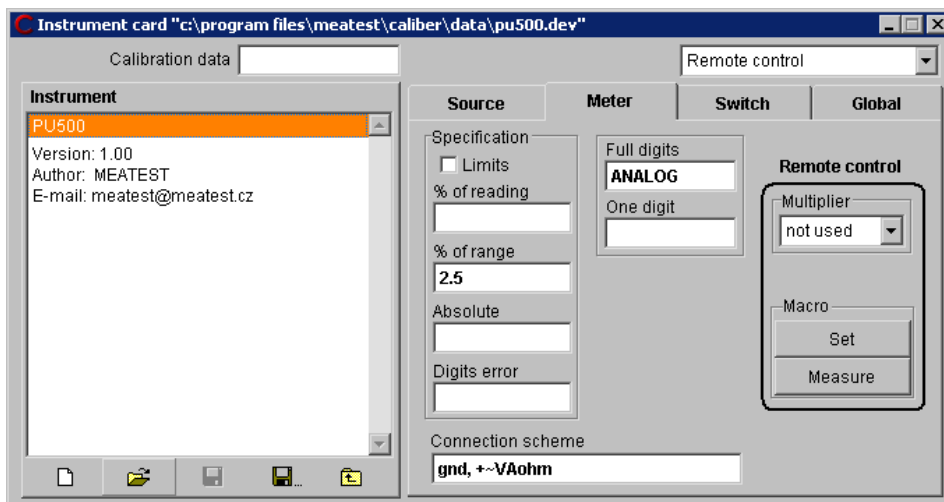 Instrument card "c:\program files\meatest\caliber\data\pu500.dev"
Calibration data
Remote control
Instrument
PU500
Version: 1.00
Author: MEATEST
E-mail: meatest@meatest.cz
Source Meter Switch Global
Specification
Limits
% of reading
% of range
2.5
Absolute
Digits error
Full digits
ANALOG
One digit
Remote control
Multiplier
not used
Macro
Set
Measure
Connection scheme
gnd, +~VAohm